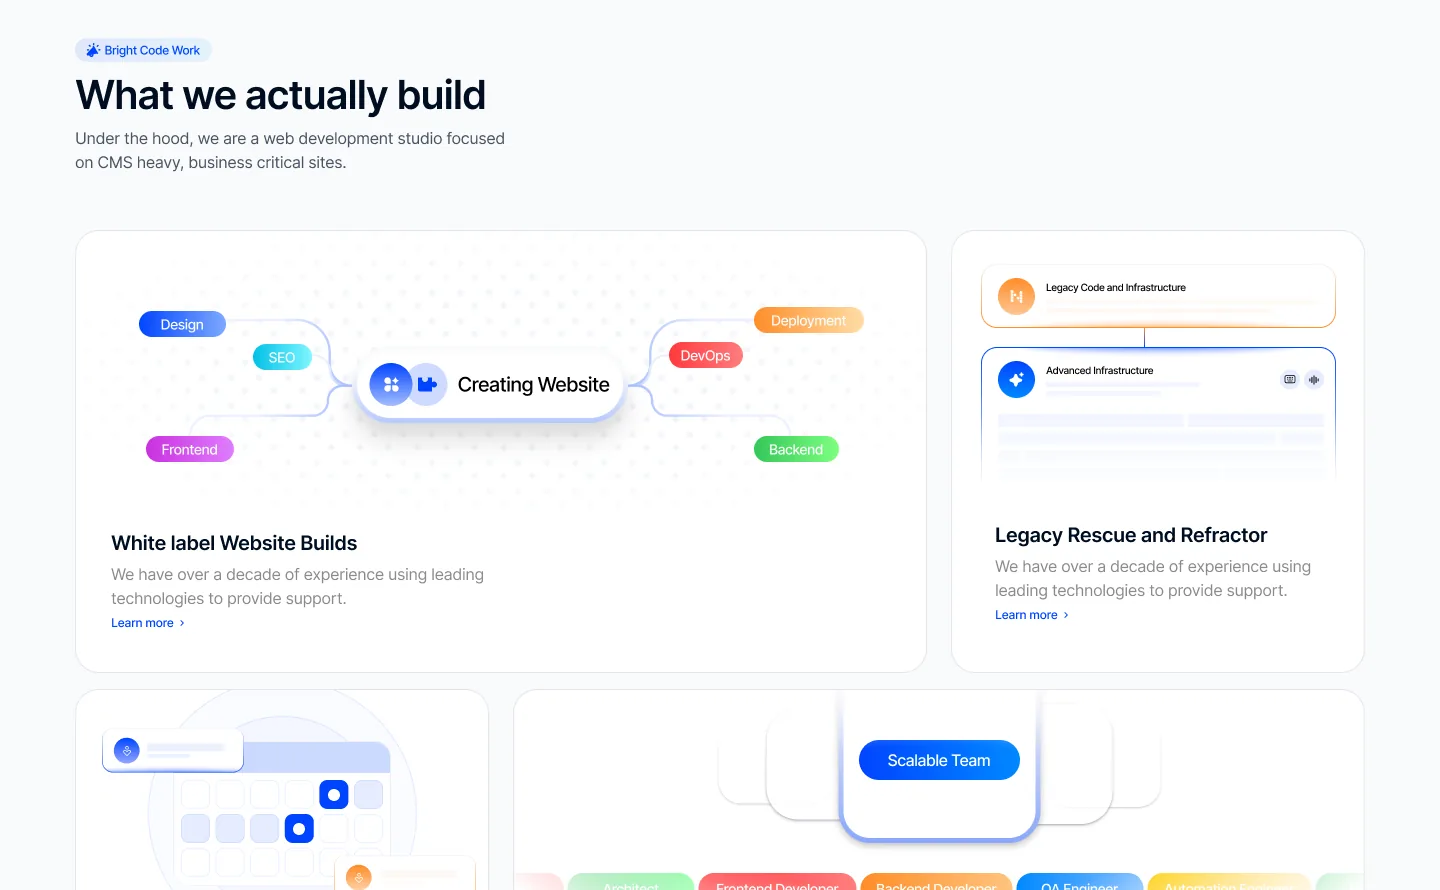 Bright Code Work
What we actually build
Under the hood, we are a web development studio focused
on CMS heavy, business critical sites.
Design
SEO
Frontend
Creating Website
Deployment
DevOps
Backend
White label Website Builds
We have over a decade of experience using leading
technologies to provide support.
Learn more
Legacy Code and Infrastructure
Advanced Infrastructure
Legacy Rescue and Refractor
We have over a decade of experience using
leading technologies to provide support.
Learn more
Scalable Team
Architect
Frontend Developer
Backend Developer
QA Engineer
Automation Engineer